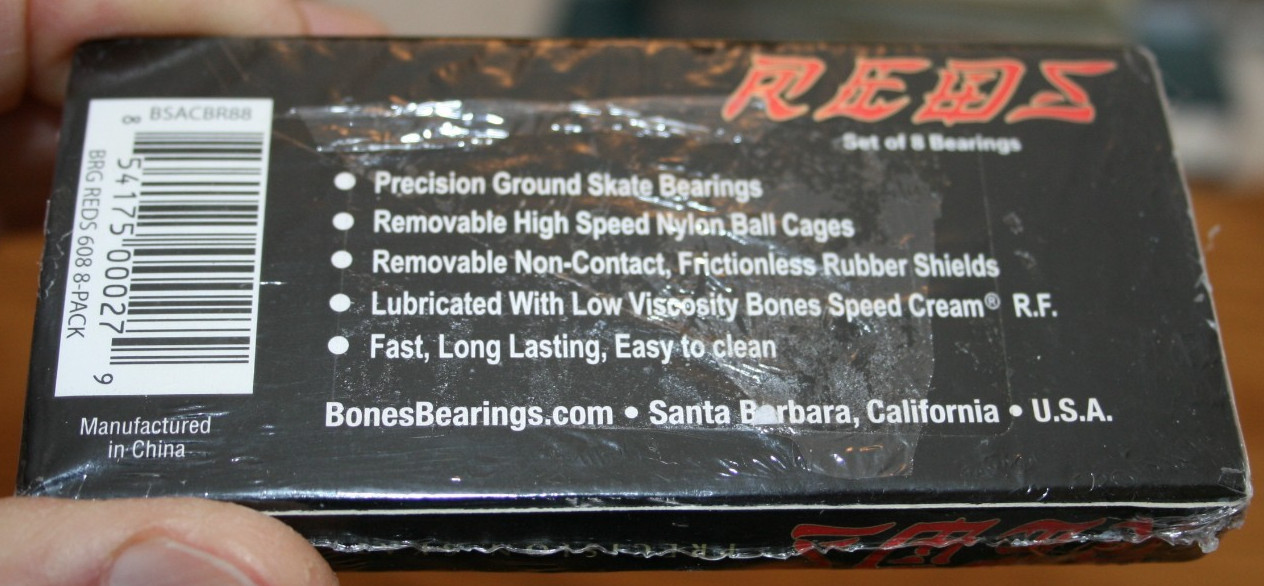 REDS
Set of 8 Bearings
• Precision Ground Skate Bearings
• Removable High Speed Nylon Ball Cages
• Removable Non-Contact, Frictionless Rubber Shields
• Lubricated With Low Viscosity Bones Speed Cream® R.F.
• Fast, Long Lasting, Easy to clean
BonesBearings.com • Santa Barbara, California • U.S.A.
BSACBR88
8 54175 00027 9
BRG REDS 608 8-PACK
Manufactured
in China
REDS